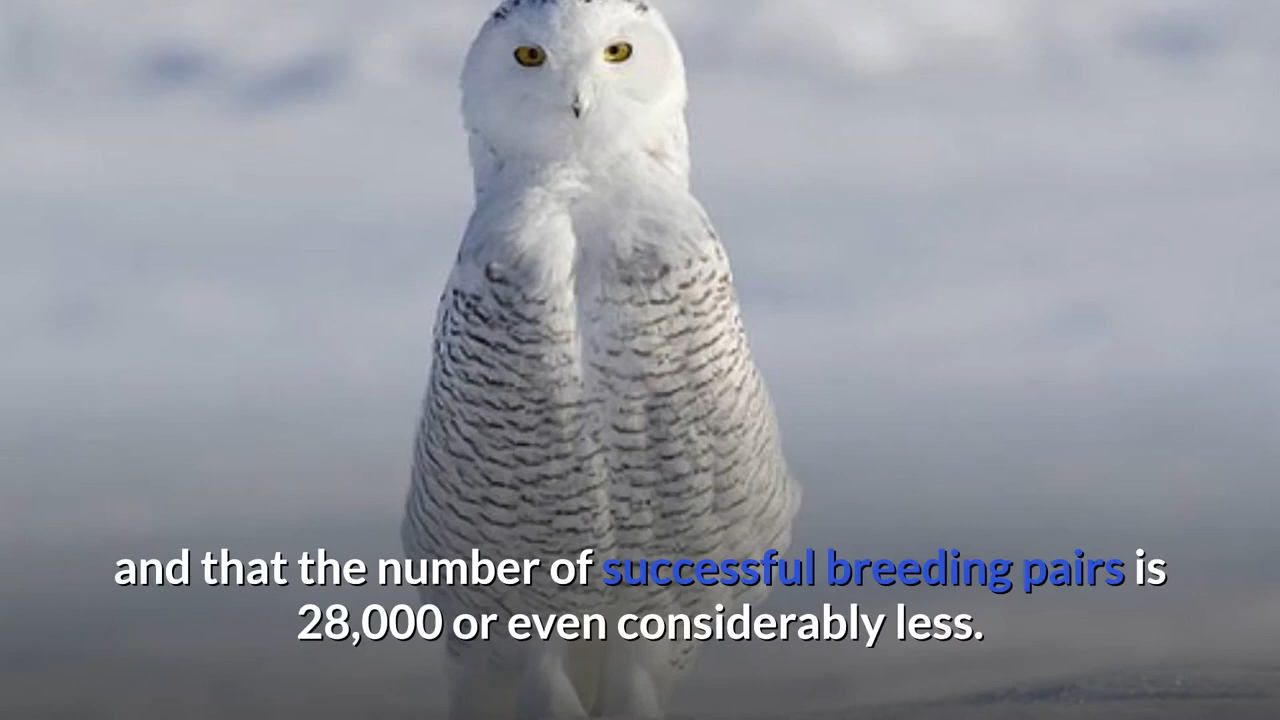 and that the number of successful breeding pairs is
28,000 or even considerably less.